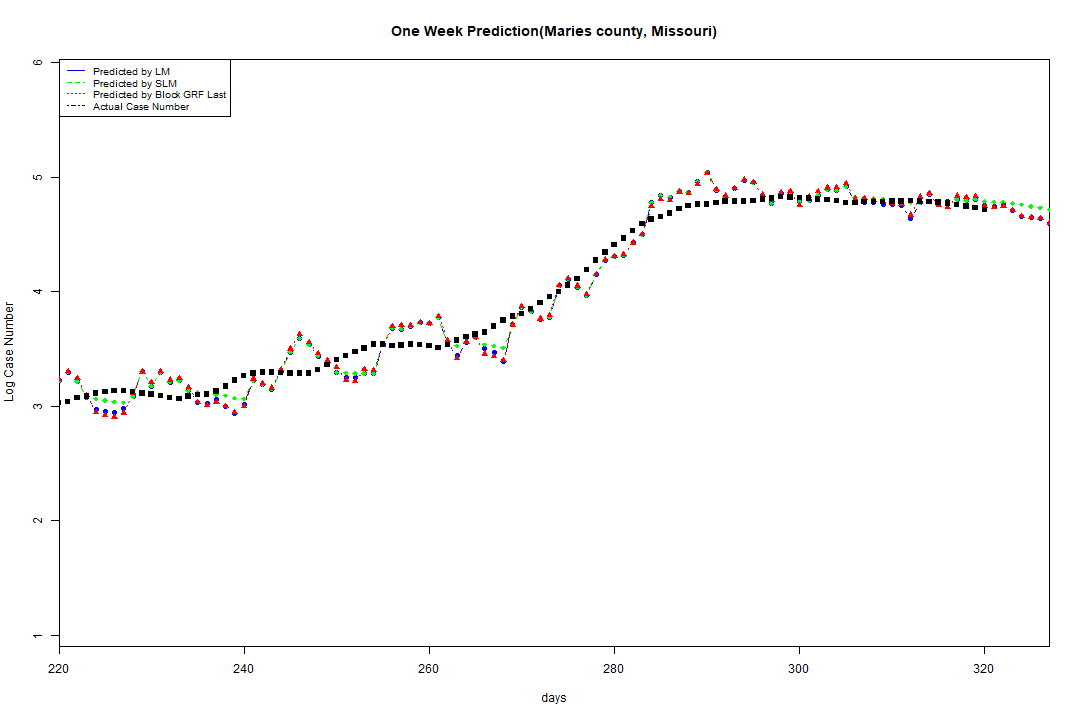 One Week Prediction(Maries county, Missouri)
Predicted by LM
Predicted by SLM
Predicted by Block GRF Last
Actual Case Number
6
5
4
3
2
1
Log Case Number
220 240 260 280 300 320
days